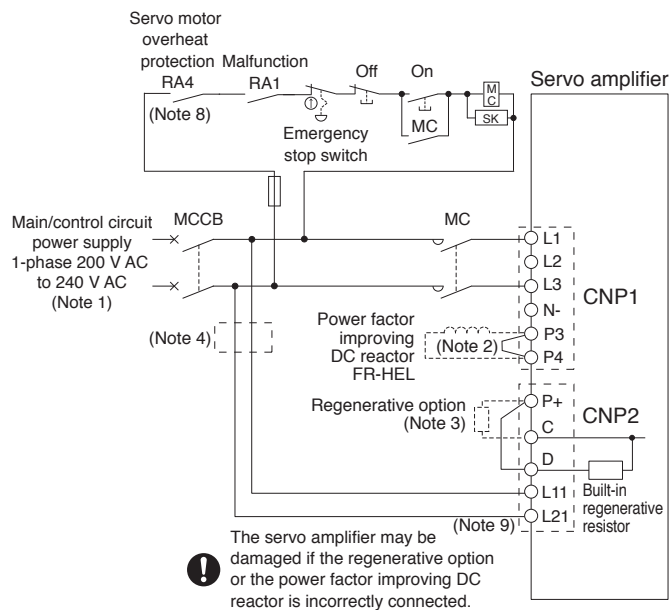 Servo motor
overheat
protection
RA4
(Note 8)
Malfunction
RA1
Emergency
stop switch
Off
On
MC
M
C
SK
Servo amplifier
Main/control circuit
power supply
1-phase 200 V AC
to 240 V AC
(Note 1)
MCCB
MC
(Note 4)
Power factor
improving
DC reactor
FR-HEL
(Note 2)
Regenerative option
(Note 3)
L1
L2
L3
N-
P3
P4
CNP1
P+
C
D
L11
L21
CNP2
Built-in
regenerative
resistor
(Note 9)
The servo amplifier may be
damaged if the regenerative option
or the power factor improving DC
reactor is incorrectly connected.